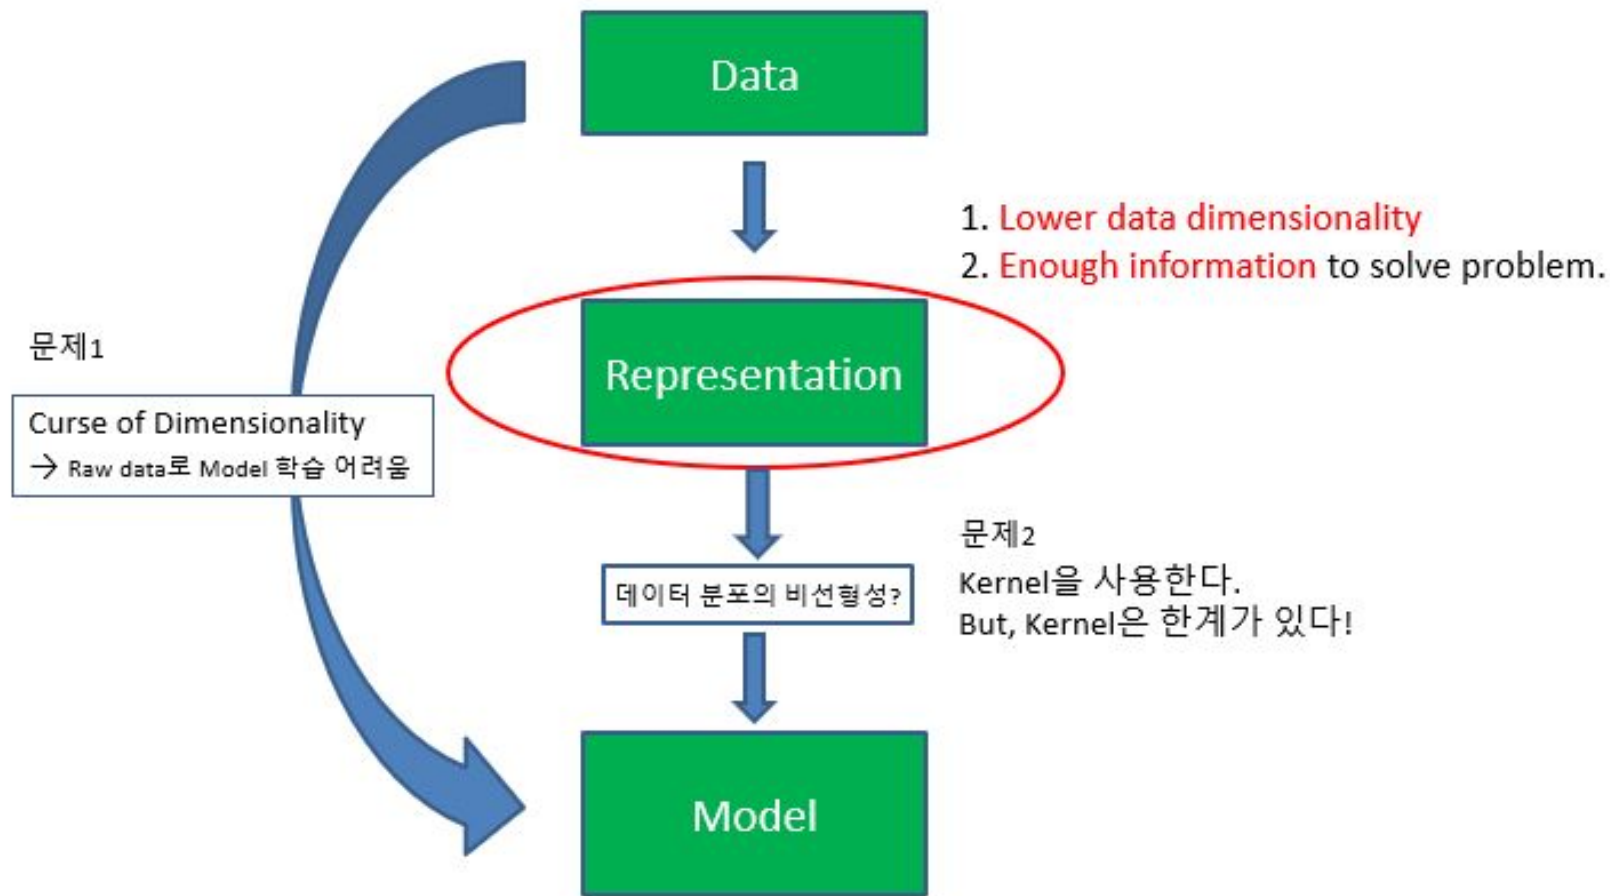 Data
1. Lower data dimensionality
2. Enough information to solve problem.
Representation
문제1
Curse of Dimensionality
→ Raw data로 Model 학습 어려움
문제2
Kernel을 사용한다.
But, Kernel은 한계가 있다!
데이터 분포의 비선형성?
Model